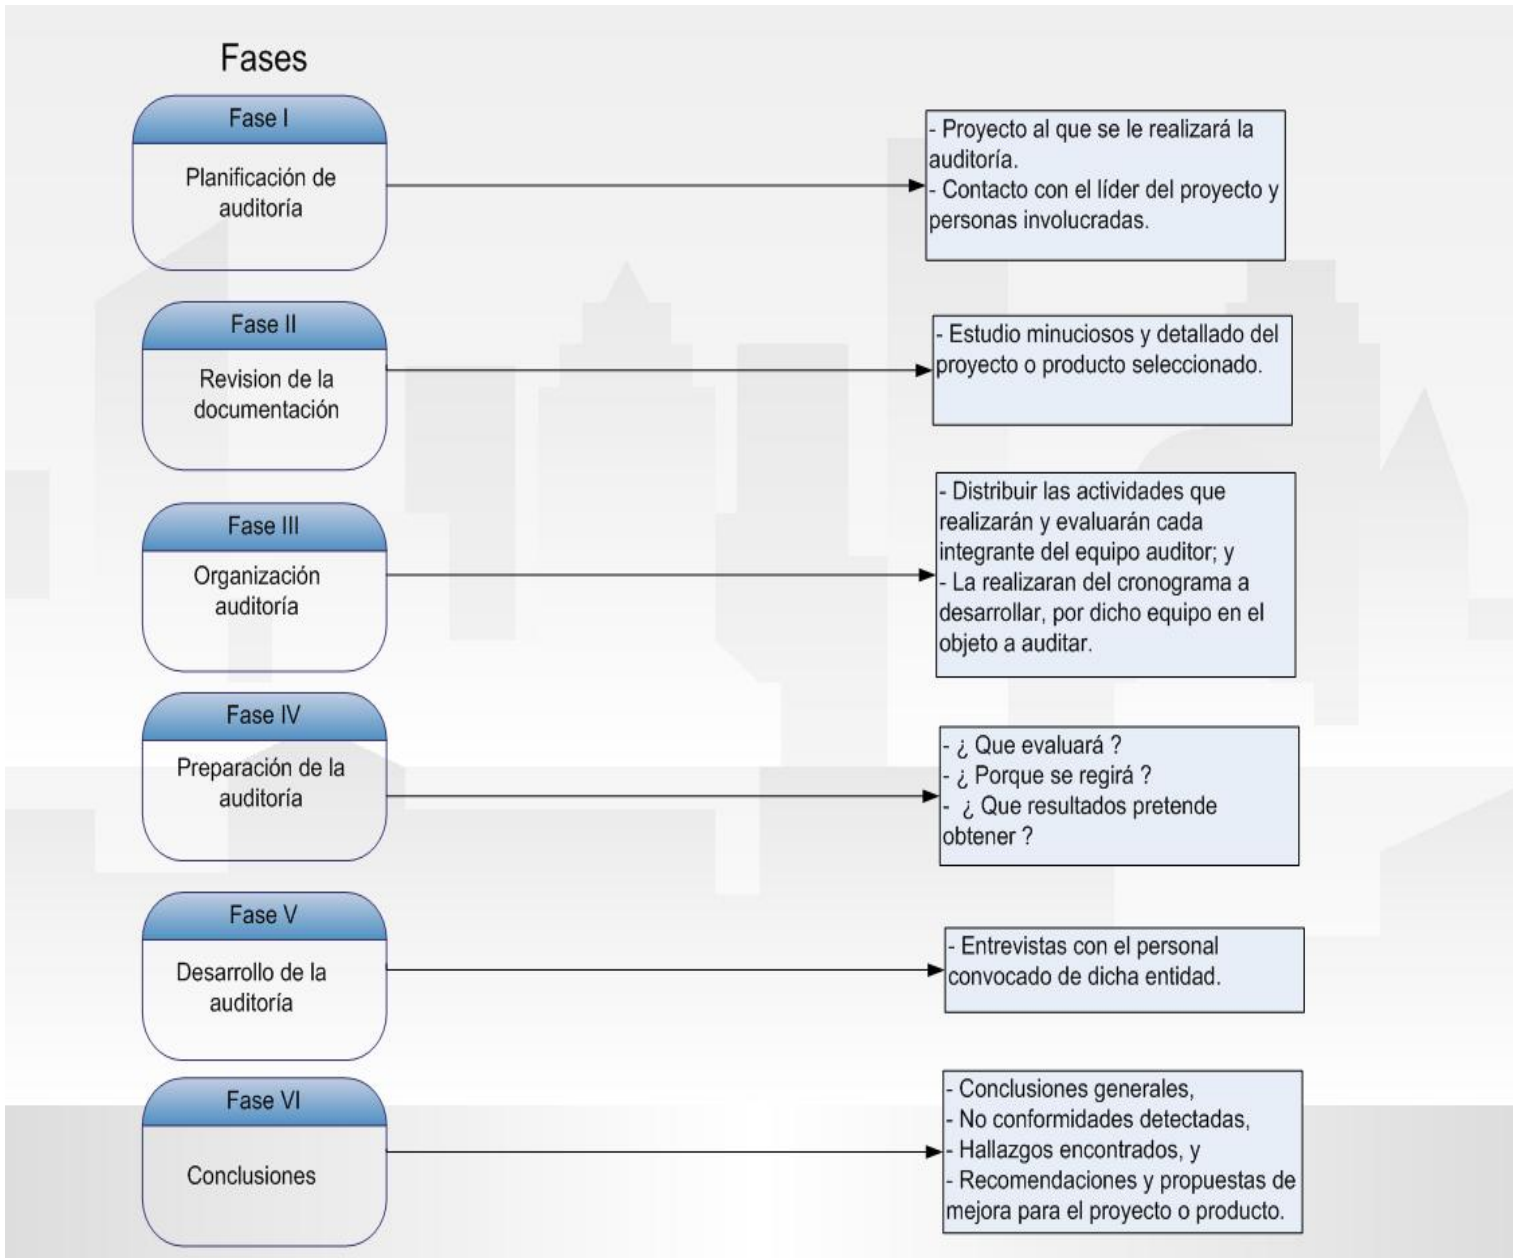 Fases
Fase I
Planificación de
auditoría
- Proyecto al que se le realizará la
auditoría.
- Contacto con el líder del proyecto y
personas involucradas.
Fase II
Revision de la
documentación
- Estudio minuciosos y detallado del
proyecto o producto seleccionado.
Fase III
Organización
auditoría
- Distribuir las actividades que
realizarán y evaluarán cada
integrante del equipo auditor; y
- La realizaran del cronograma a
desarrollar, por dicho equipo en el
objeto a auditar.
Fase IV
Preparación de la
auditoría
- ¿ Que evaluará ?
- ¿ Porque se regirá ?
- ¿ Que resultados pretende
obtener ?
Fase V
Desarrollo de la
auditoría
- Entrevistas con el personal
convocado de dicha entidad.
Fase VI
Conclusiones
- Conclusiones generales,
- No conformidades detectadas,
- Hallazgos encontrados, y
- Recomendaciones y propuestas de
mejora para el proyecto o producto.